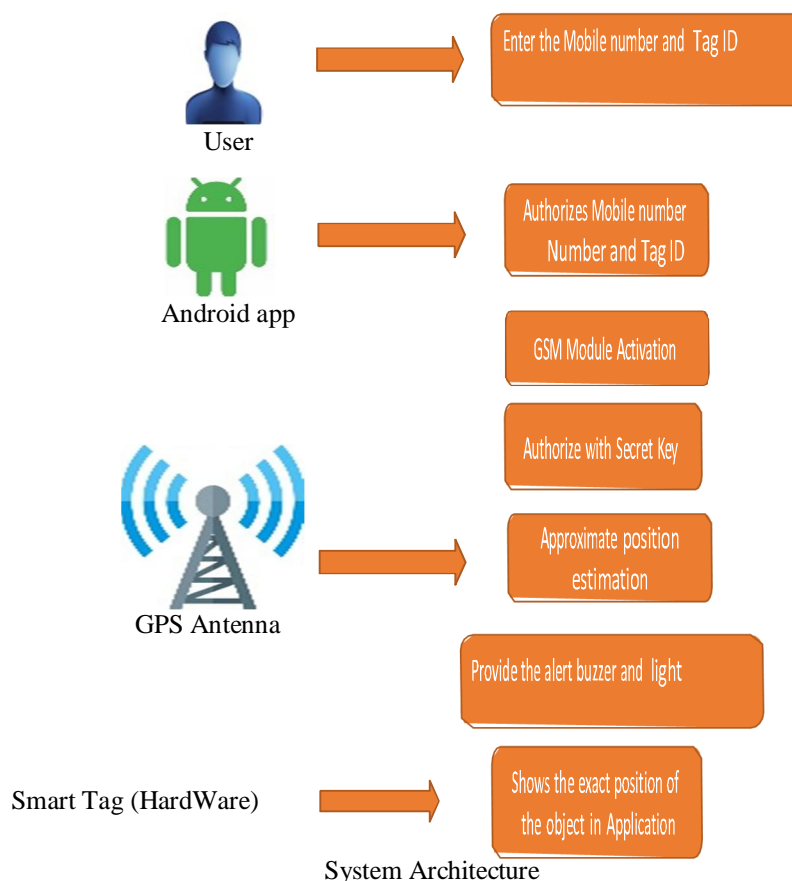 Enter the Mobile number and Tag ID
User
Authorizes Mobile number
Number and Tag ID
Android app
GSM Module Activation
Authorize with Secret Key
Approximate position
estimation
GPS Antenna
Provide the alert buzzer and light
Shows the exact position of
the object in Application
Smart Tag (HardWare)
System Architecture